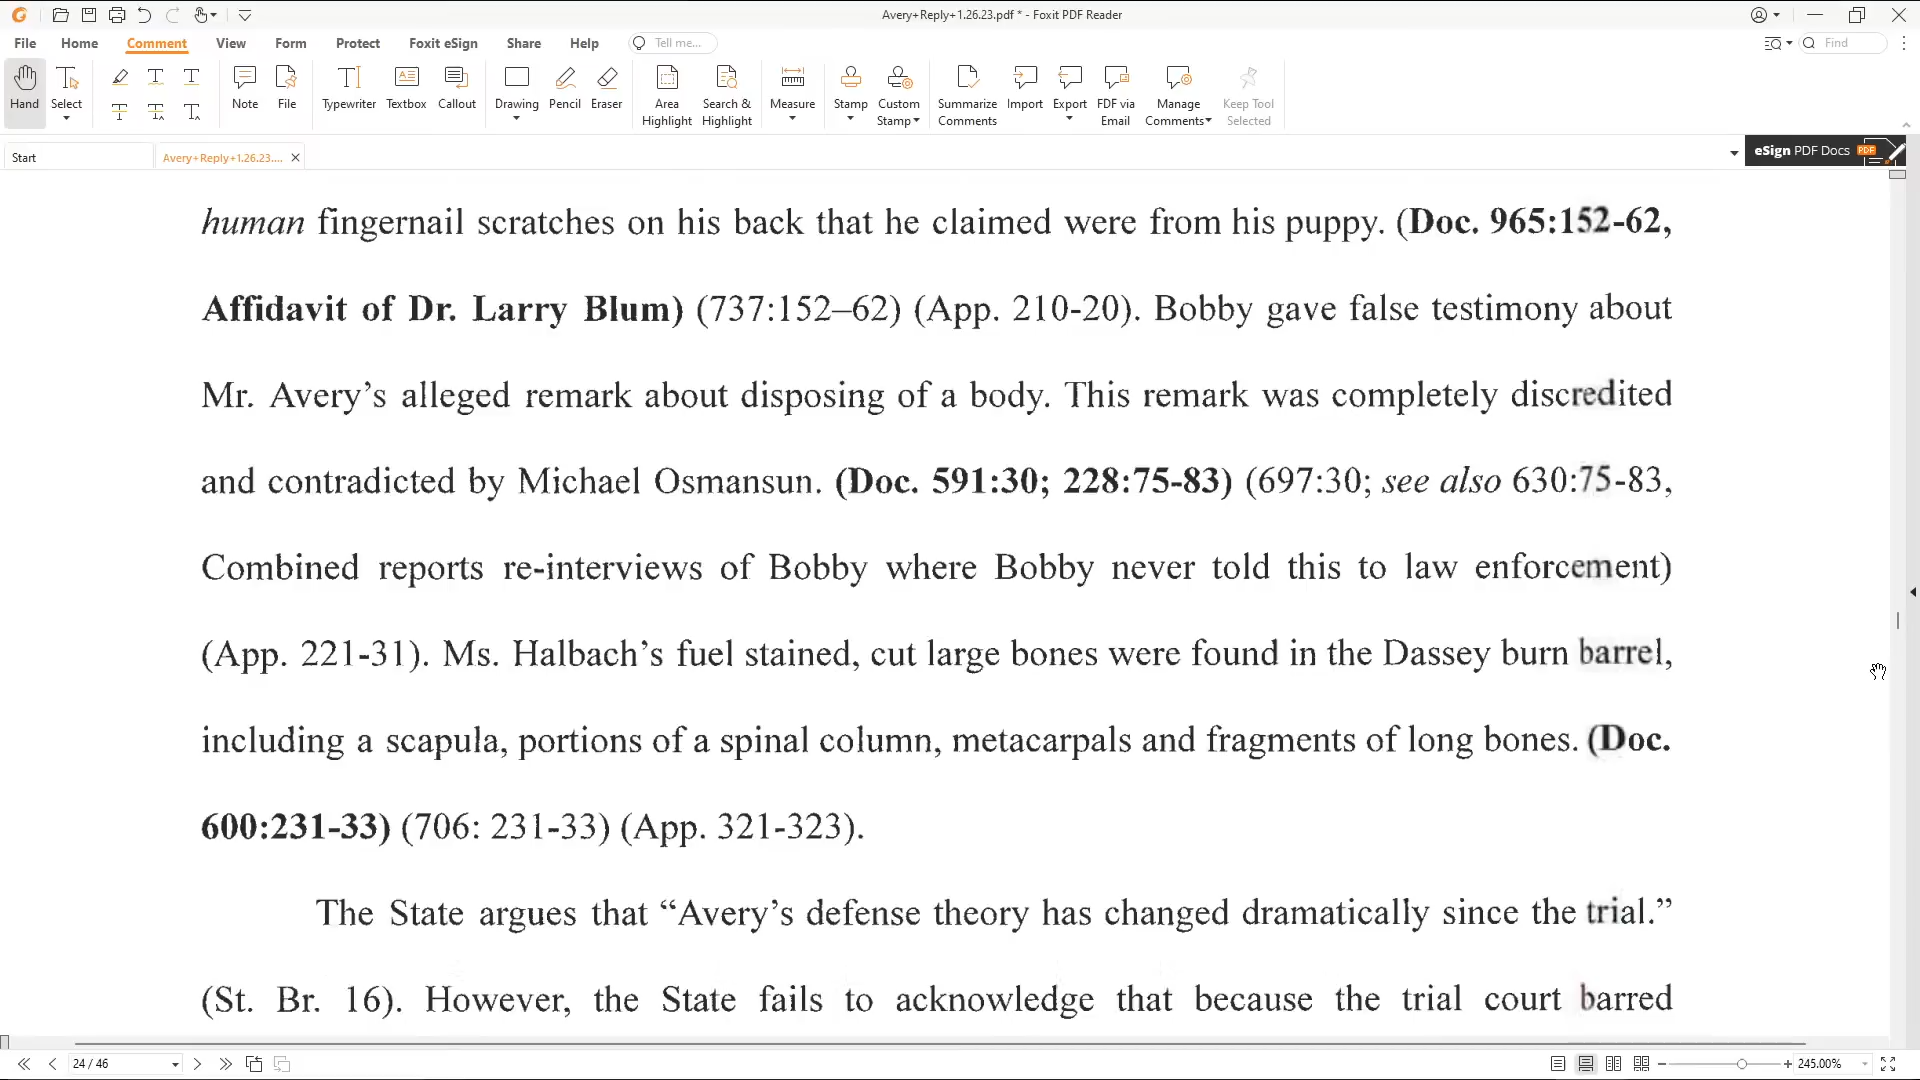 Avery+Reply+1.26.23.pdf * - Foxit PDF Reader
File Home Comment View Form Protect Foxit eSign Share Help Tell me... Find
Hand Select Note File Typewriter Textbox Callout Drawing Pencil Eraser Area Highlight Search & Highlight Measure Stamp Custom Stamp Summarize Comments Import Export FDF via Email Manage Comments Keep Tool Selected
Start Avery+Reply+1.26.23.... eSign PDF Docs PDF
human fingernail scratches on his back that he claimed were from his puppy. (Doc. 965:152-62,
Affidavit of Dr. Larry Blum) (737:152–62) (App. 210-20). Bobby gave false testimony about
Mr. Avery’s alleged remark about disposing of a body. This remark was completely discredited
and contradicted by Michael Osmansun. (Doc. 591:30; 228:75-83) (697:30; see also 630:75-83,
Combined reports re-interviews of Bobby where Bobby never told this to law enforcement)
(App. 221-31). Ms. Halbach’s fuel stained, cut large bones were found in the Dassey burn barrel,
including a scapula, portions of a spinal column, metacarpals and fragments of long bones. (Doc.
600:231-33) (706: 231-33) (App. 321-323).
The State argues that “Avery’s defense theory has changed dramatically since the trial.”
(St. Br. 16). However, the State fails to acknowledge that because the trial court barred
24 / 46 245.00%